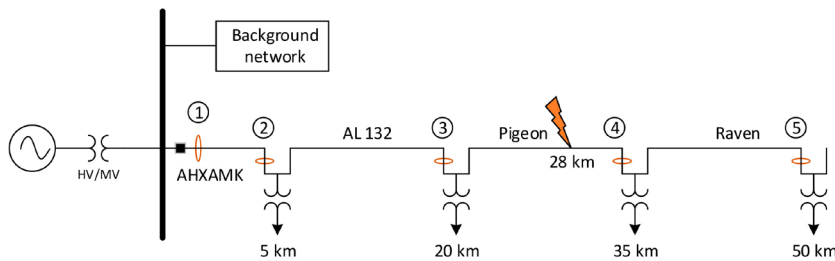 Background
network
①
②
③
④
⑤
AL 132
Pigeon
Raven
28 km
HV/MV
AHXAMK
5 km
20 km
35 km
50 km